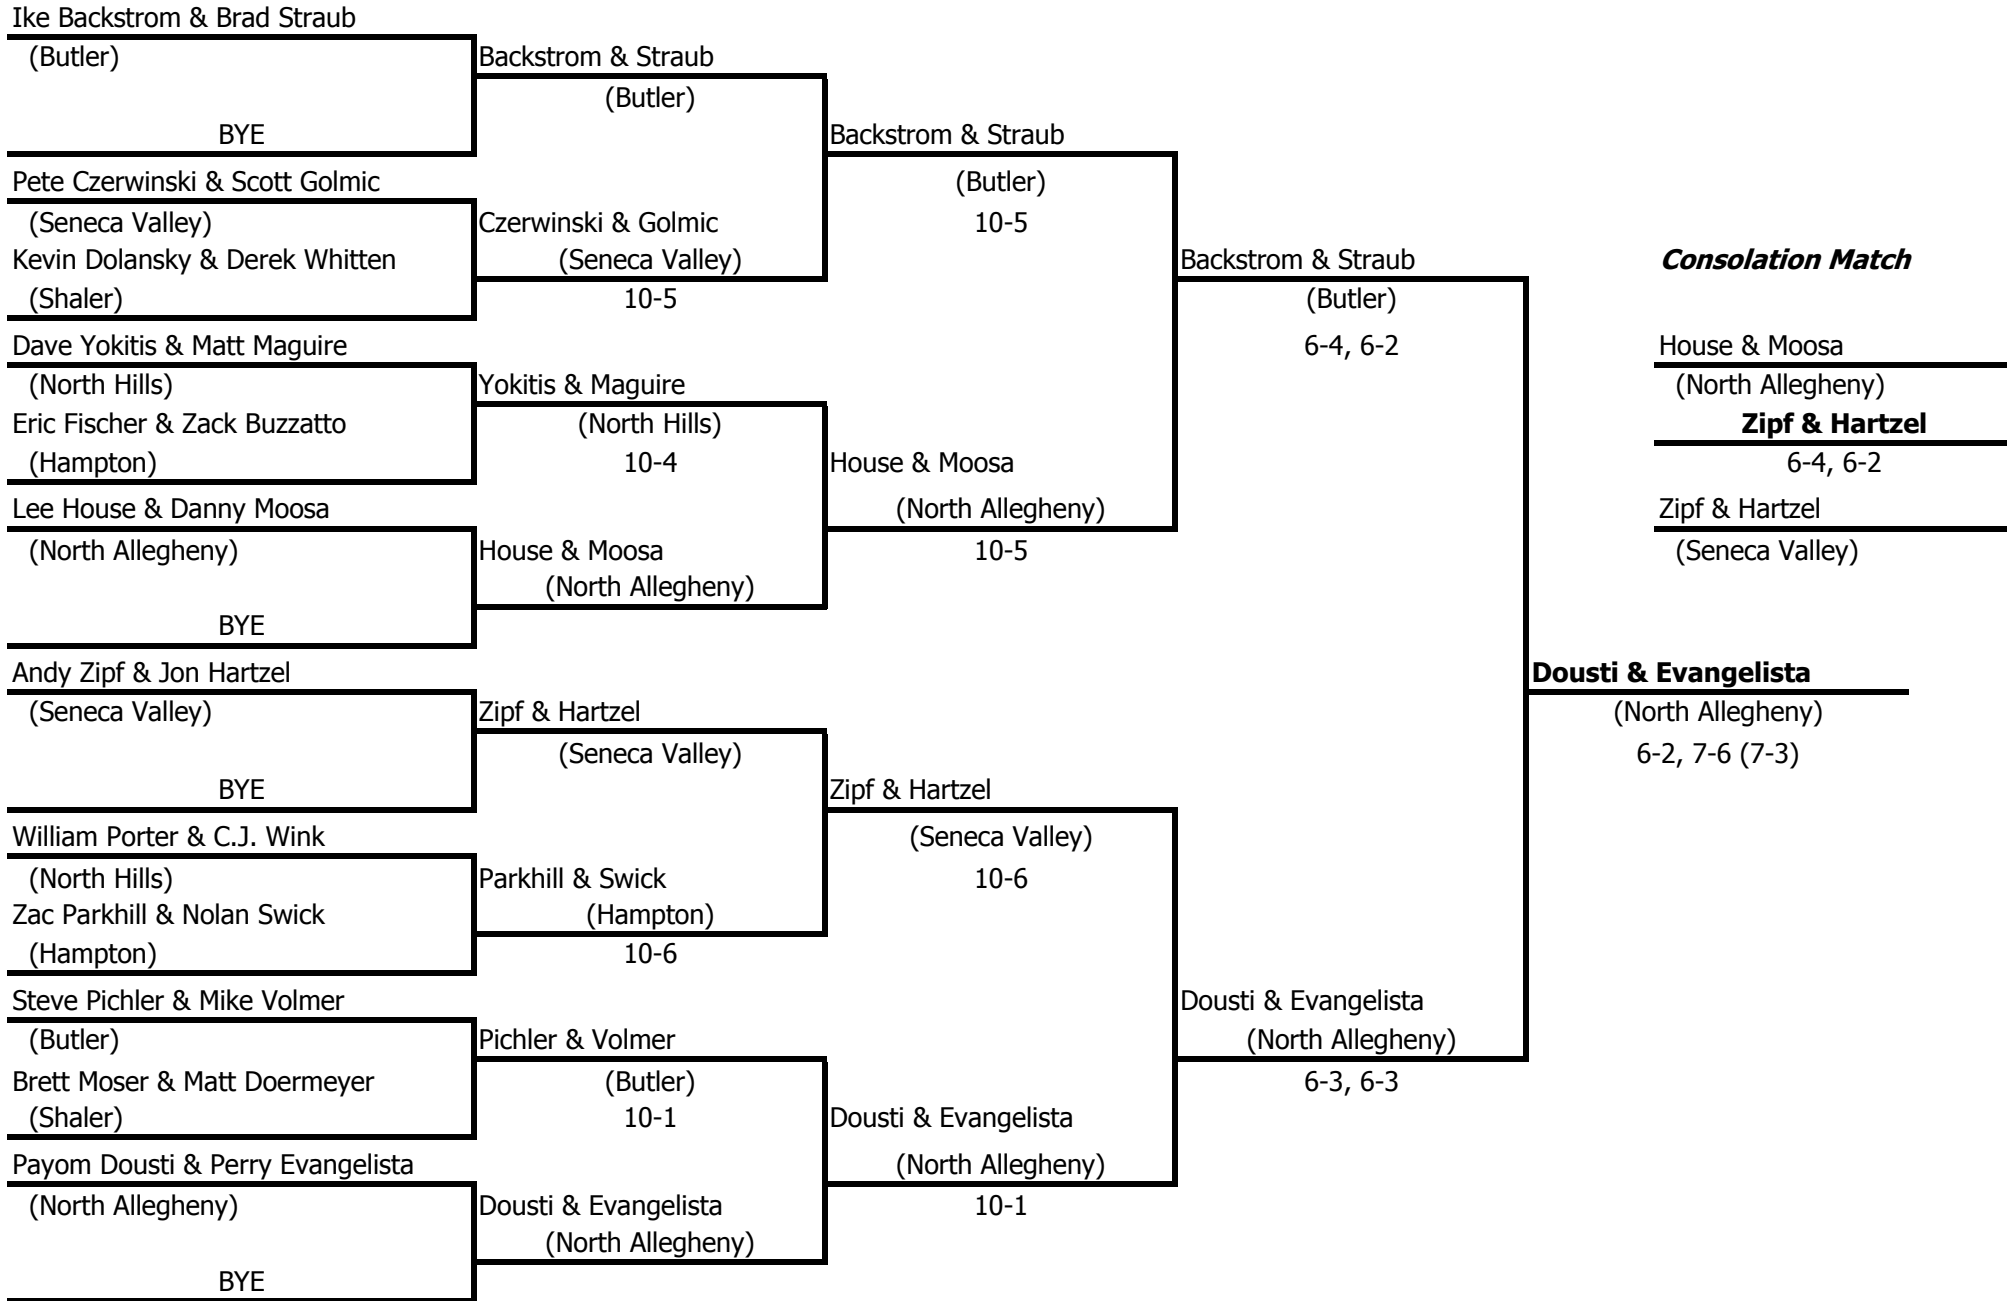 Ike Backstrom & Brad Straub
(Butler)
BYE
Pete Czerwinski & Scott Golmic
(Seneca Valley)
Kevin Dolansky & Derek Whitten
(Shaler)
Dave Yokitis & Matt Maguire
(North Hills)
Eric Fischer & Zack Buzzatto
(Hampton)
Lee House & Danny Moosa
(North Allegheny)
BYE
Andy Zipf & Jon Hartzel
(Seneca Valley)
BYE
William Porter & C.J. Wink
(North Hills)
Zac Parkhill & Nolan Swick
(Hampton)
Steve Pichler & Mike Volmer
(Butler)
Brett Moser & Matt Doermeyer
(Shaler)
Payom Dousti & Perry Evangelista
(North Allegheny)
BYE
Backstrom & Straub
(Butler)
Czerwinski & Golmic
(Seneca Valley)
10-5
Yokitis & Maguire
(North Hills)
10-4
House & Moosa
(North Allegheny)
Zipf & Hartzel
(Seneca Valley)
Parkhill & Swick
(Hampton)
10-6
Pichler & Volmer
(Butler)
10-1
Dousti & Evangelista
(North Allegheny)
Backstrom & Straub
(Butler)
10-5
House & Moosa
(North Allegheny)
10-5
Zipf & Hartzel
(Seneca Valley)
10-6
Dousti & Evangelista
(North Allegheny)
10-1
Backstrom & Straub
(Butler)
6-4, 6-2
Dousti & Evangelista
(North Allegheny)
6-3, 6-3
Dousti & Evangelista
(North Allegheny)
6-2, 7-6 (7-3)
Consolation Match
House & Moosa
(North Allegheny)
Zipf & Hartzel
6-4, 6-2
Zipf & Hartzel
(Seneca Valley)